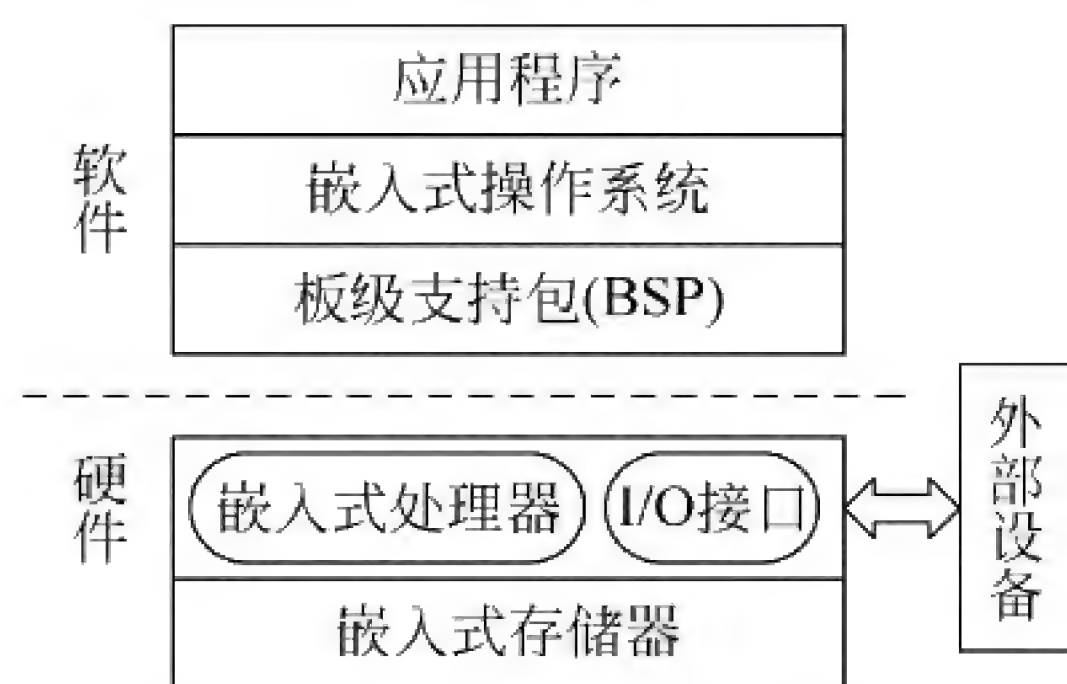 应用程序
软件
嵌入式操作系统
板级支持包(BSP)
硬件
嵌入式处理器
I/O接口
外部设备
嵌入式存储器